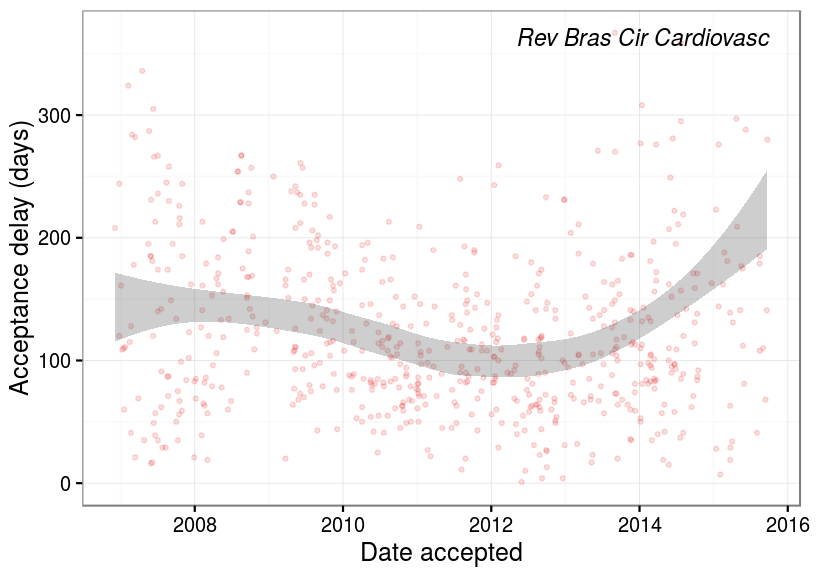 Rev Bras Cir Cardiovasc
Acceptance delay (days)
300
200
100
0
2008 2010 2012 2014 2016
Date accepted